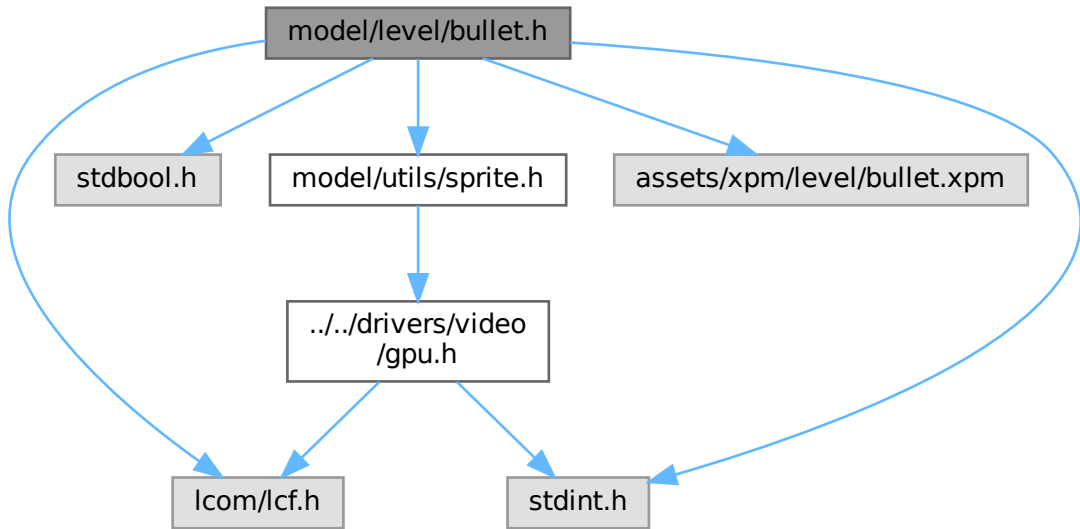 model/level/bullet.h
stdbool.h
model/utils/sprite.h
assets/xpm/level/bullet.xpm
../../drivers/video
/gpu.h
lcom/lcf.h
stdint.h